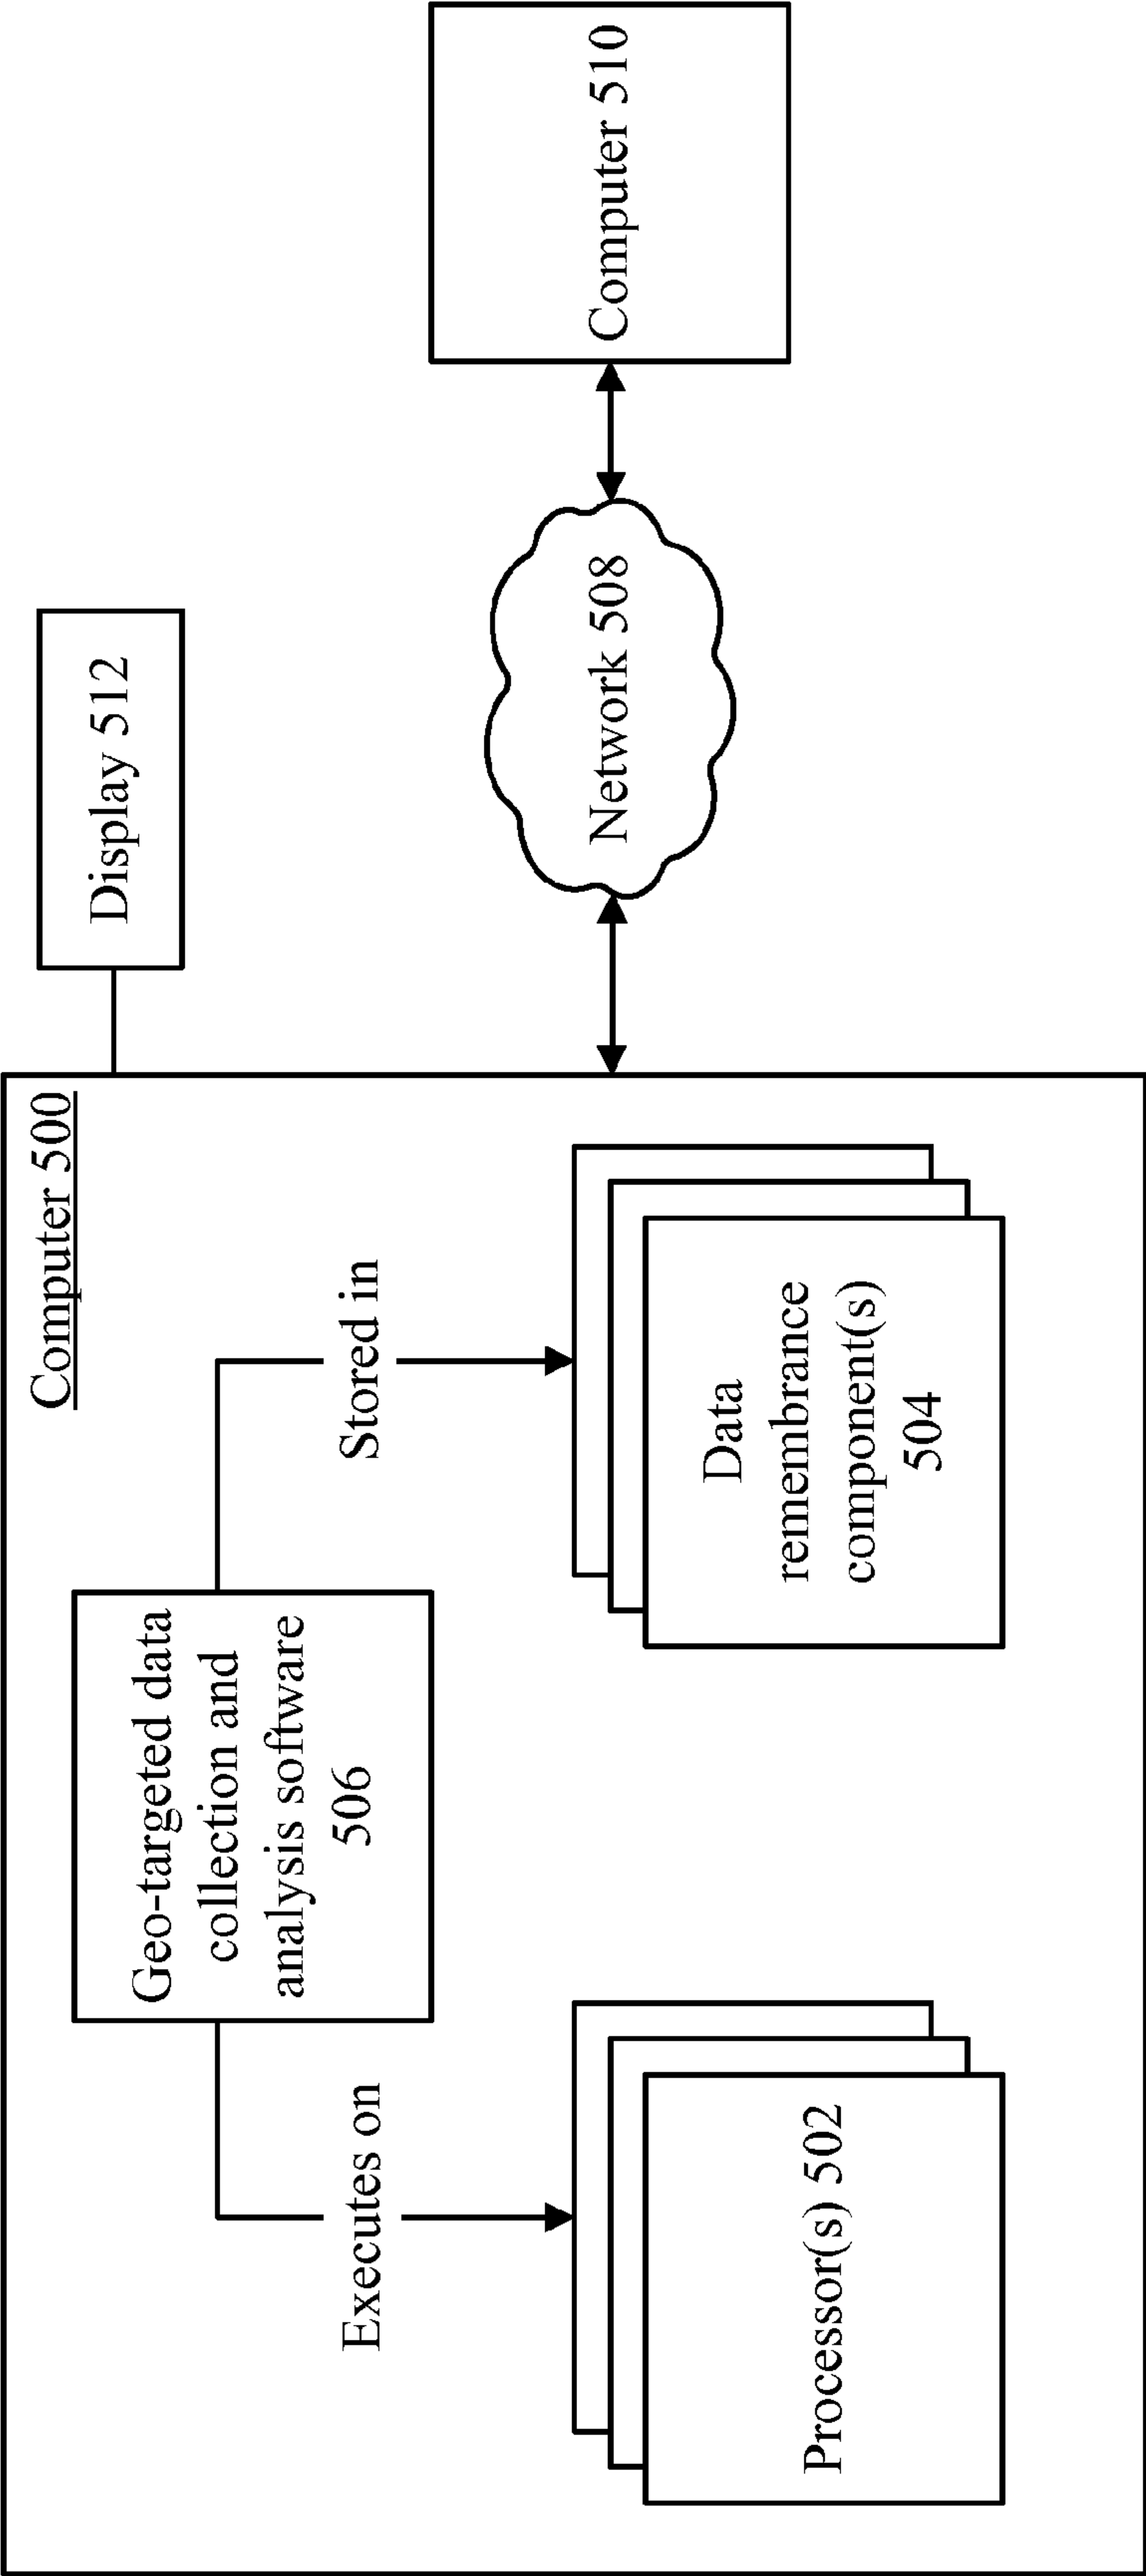 Computer 500
Geo-targeted data
collection and
analysis software
506
Executes on
Stored in
Processor(s) 502
Data
remembrance
component(s)
504
Display 512
Network 508
Computer 510